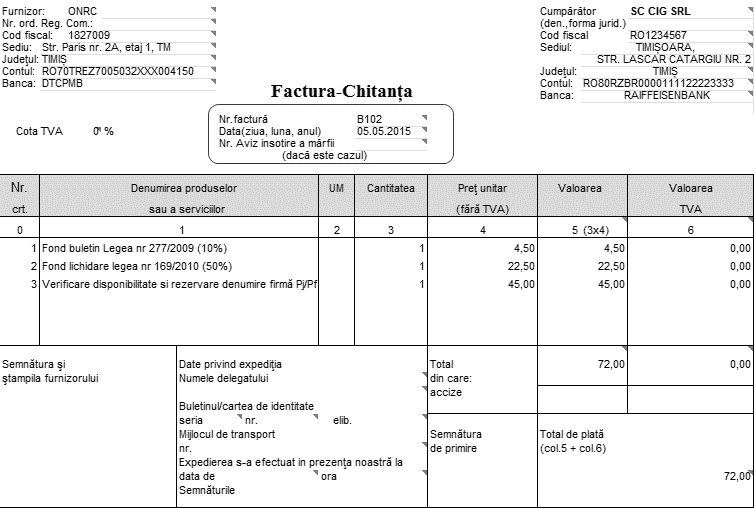 Furnizor: ONRC
Nr. ord. Reg. Com.:
Cod fiscal: 1827009
Sediu: Str. Paris nr. 2A, etaj 1, TM
Judeţul: TIMIŞ
Contul: RO70TREZ7005032XXX004150
Banca: DTCPMB
Cumpărător SC CIG SRL
(den.,forma jurid.)
Cod fiscal RO1234567
Sediul: TIMIŞOARA,
STR. LASCAR CATARGIU NR. 2
Judeţul: TIMIŞ
Contul: RO80RZBR0000111122223333
Banca: RAIFFEISENBANK
Factura-Chitanţa
Cota TVA 0 %
Nr.factură B102
Data(ziua, luna, anul) 05.05.2015
Nr. Aviz insotire a mărfii
(dacă este cazul)
Nr. crt. Denumirea produselor sau a serviciilor UM Cantitatea Preţ unitar (fără TVA) Valoarea Valoarea TVA
0 1 2 3 4 5 (3x4) 6
1 Fond buletin Legea nr 277/2009 (10%) 1 4,50 4,50 0,00
2 Fond lichidare legea nr 169/2010 (50%) 1 22,50 22,50 0,00
3 Verificare disponibilitate si rezervare denumire firmă Pj/Pf 1 45,00 45,00 0,00
Semnătura şi
ştampila furnizorului
Date privind expediţia
Numele delegatului
Buletinul/cartea de identitate
seria nr. elib.
Mijlocul de transport
nr.
Expedierea s-a efectuat in prezenţa noastră la
data de ora
Semnăturile
Total 72,00 0,00
din care:
accize
Semnătura
de primire
Total de plată
(col.5 + col.6)
72,00